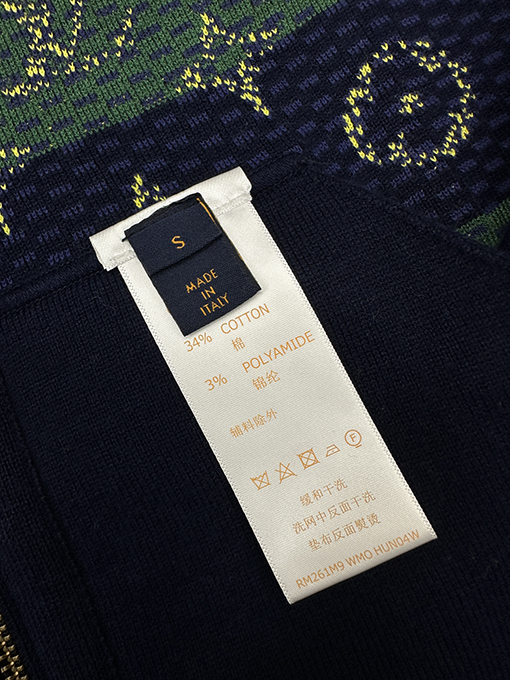 S
MADE
IN
ITALY
34% COTTON
棉
3% POLYAMIDE
锦纶
辅料除外
F
缓和干洗
洗网中反面干洗
垫布反面熨烫
RM261M9 WMO HUN04W